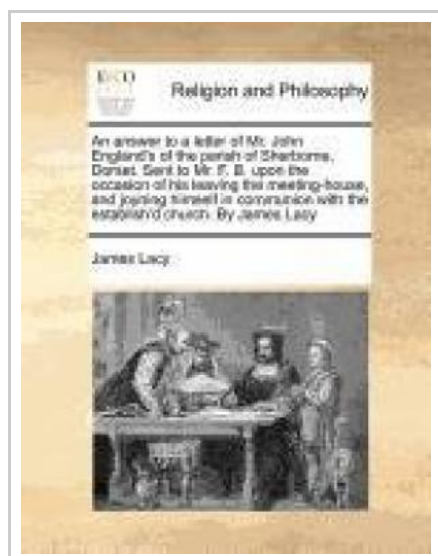 ECCO
Religion and Philosophy
An answer to a letter of Mr. John
England's of the parish of Sherborne,
Dorset. Sent to Mr. F. B. upon the
occasion of his leaving the meeting-house,
and joyning himself in communion with the
establish'd church. By James Lacy
James Lacy